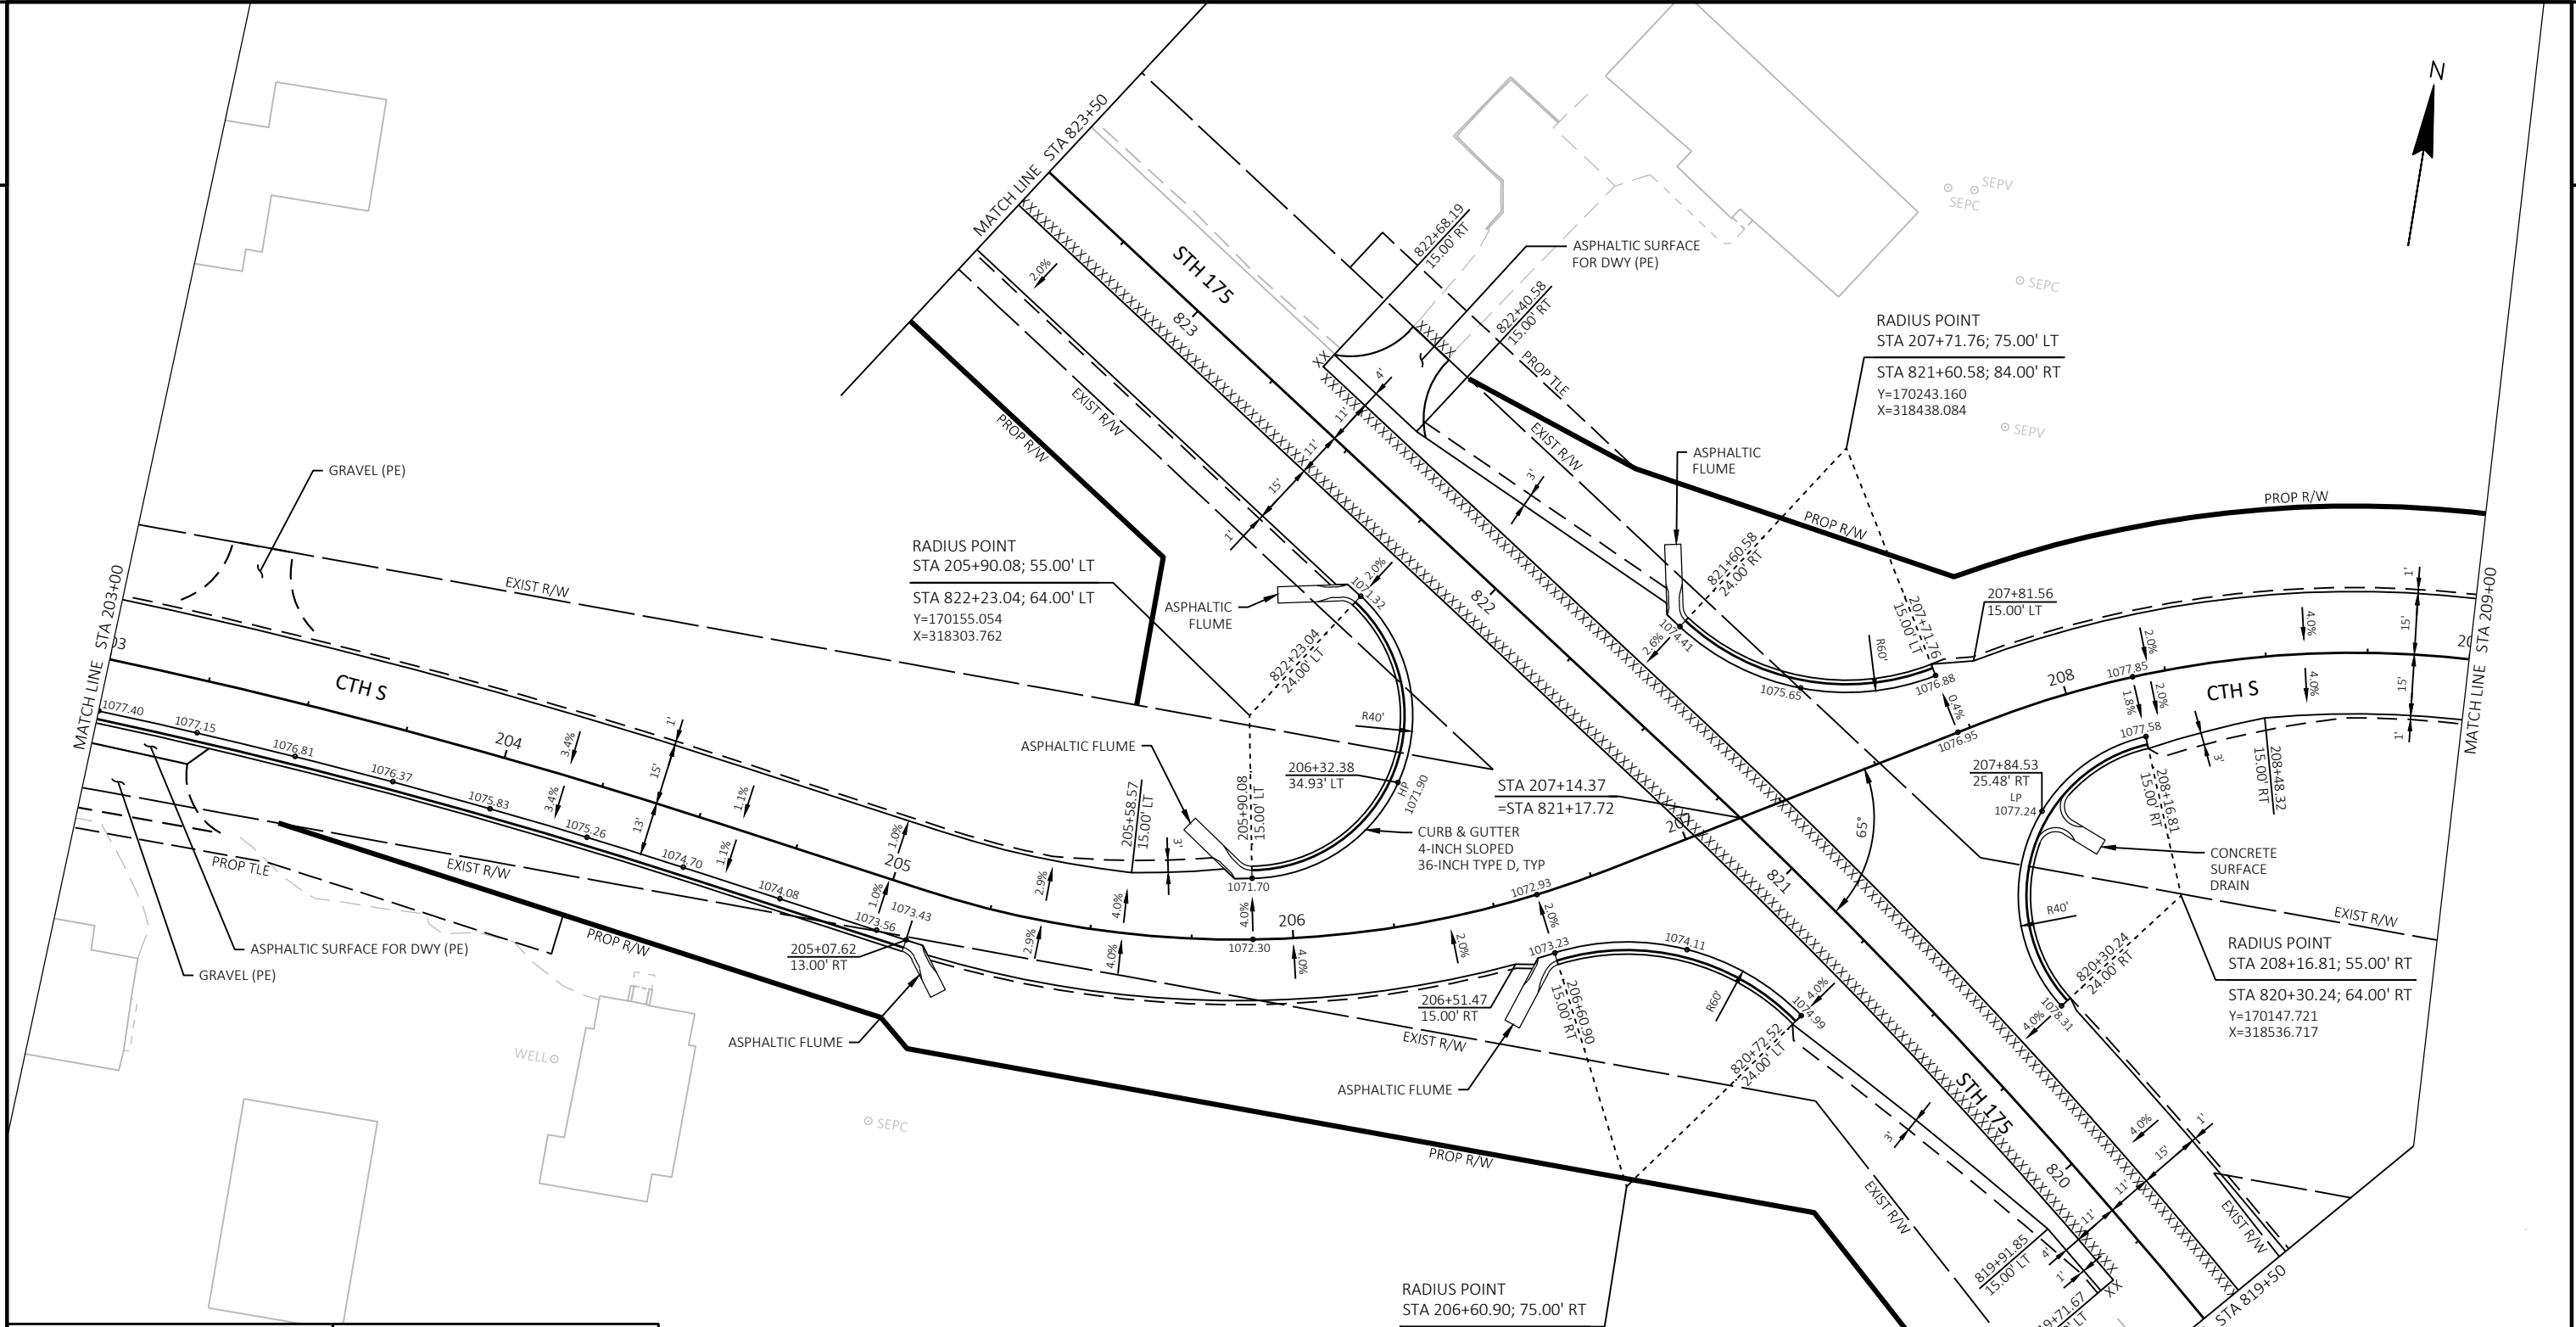 N
MATCH LINE STA 823+50
STH 175
823
2.0%
822+68.19
15.00' RT
822+40.58
15.00' RT
ASPHALTIC SURFACE
FOR DWY (PE)
PROP TLE
SEPV
SEPC
SEPC
SEPV
RADIUS POINT
STA 207+71.76; 75.00' LT
STA 821+60.58; 84.00' RT
Y=170243.160
X=318438.084
EXIST R/W
PROP R/W
4'
11'
11'
15'
1'
EXIST R/W
3'
ASPHALTIC
FLUME
PROP R/W
PROP R/W
GRAVEL (PE)
EXIST R/W
MATCH LINE STA 203+00
RADIUS POINT
STA 205+90.08; 55.00' LT
STA 822+23.04; 64.00' LT
Y=170155.054
X=318303.762
ASPHALTIC
FLUME
2.0%
1071.32
822+23.04
24.00' LT
822
821+60.58
24.00' RT
1074.41
2.6%
1075.65
R60'
207+71.76
15.00' LT
1076.88
0.4%
1076.95
207+81.56
15.00' LT
208
1077.85
2.0%
1.8%
2.0%
1077.58
4.0%
4.0%
CTH S
1'
15'
15'
1'
MATCH LINE STA 209+00
CTH S
204
3.4%
3.4%
1'
15'
13'
1.1%
1.1%
1077.40
1077.15
1076.81
1076.37
1075.83
1075.26
1074.70
1074.08
1073.56
1073.43
205
1.0%
1.0%
205+07.62
13.00' RT
PROP TLE
EXIST R/W
PROP R/W
ASPHALTIC SURFACE FOR DWY (PE)
GRAVEL (PE)
ASPHALTIC FLUME
ASPHALTIC FLUME
205+58.57
15.00' LT
3'
205+90.08
15.00' LT
1071.70
R40'
206+32.38
34.93' LT
HP
1071.90
CURB & GUTTER
4-INCH SLOPED
36-INCH TYPE D, TYP
STA 207+14.37
=STA 821+17.72
65°
821
2.9%
2.9%
4.0%
4.0%
4.0%
1072.30
206
4.0%
2.0%
1072.93
2.0%
1073.23
1074.11
206+51.47
15.00' RT
EXIST R/W
206+60.90
15.00' RT
R60'
4.0%
1074.99
820+72.52
24.00' LT
ASPHALTIC FLUME
207+84.53
25.48' RT
LP
1077.24
208+16.81
15.00' RT
3'
208+48.32
15.00' RT
CONCRETE
SURFACE
DRAIN
R40'
EXIST R/W
820+30.24
24.00' RT
1078.31
4.0%
RADIUS POINT
STA 208+16.81; 55.00' RT
STA 820+30.24; 64.00' RT
Y=170147.721
X=318536.717
WELL
SEPC
PROP R/W
3'
STH 175
4.0%
1'
15'
820
11'
11'
4'
1'
EXIST R/W
EXIST R/W
819+91.85
15.00' LT
STA 819+50
RADIUS POINT
STA 206+60.90; 75.00' RT